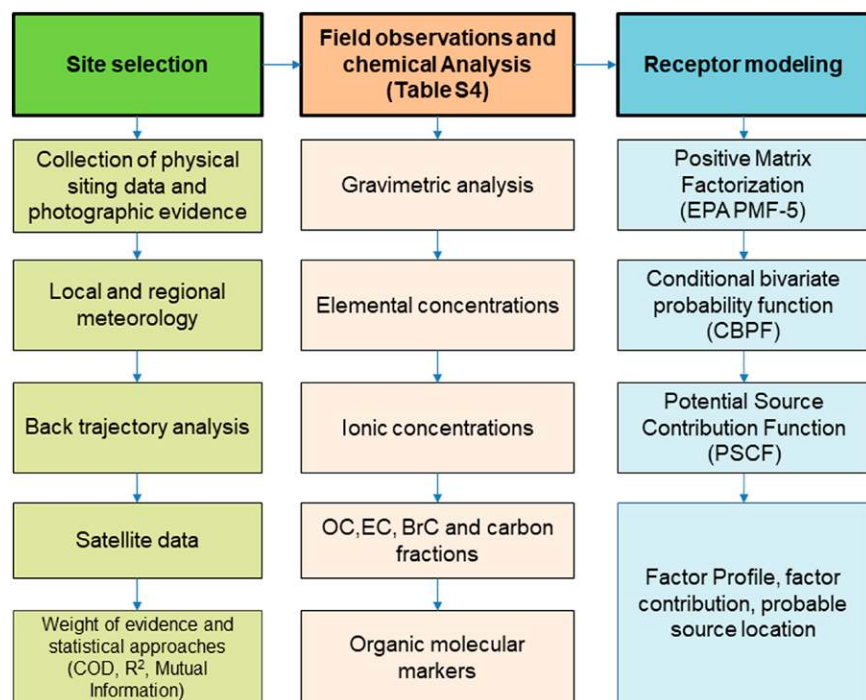 Site selection
Field observations and
chemical Analysis
(Table S4)
Receptor modeling
Collection of physical
siting data and
photographic evidence
Gravimetric analysis
Positive Matrix
Factorization
(EPA PMF-5)
Local and regional
meteorology
Elemental concentrations
Conditional bivariate
probability function
(CBPF)
Back trajectory analysis
Ionic concentrations
Potential Source
Contribution Function
(PSCF)
Satellite data
OC,EC, BrC and carbon
fractions
Factor Profile, factor
contribution, probable
source location
Weight of evidence and
statistical approaches
(COD, R², Mutual
Information)
Organic molecular
markers